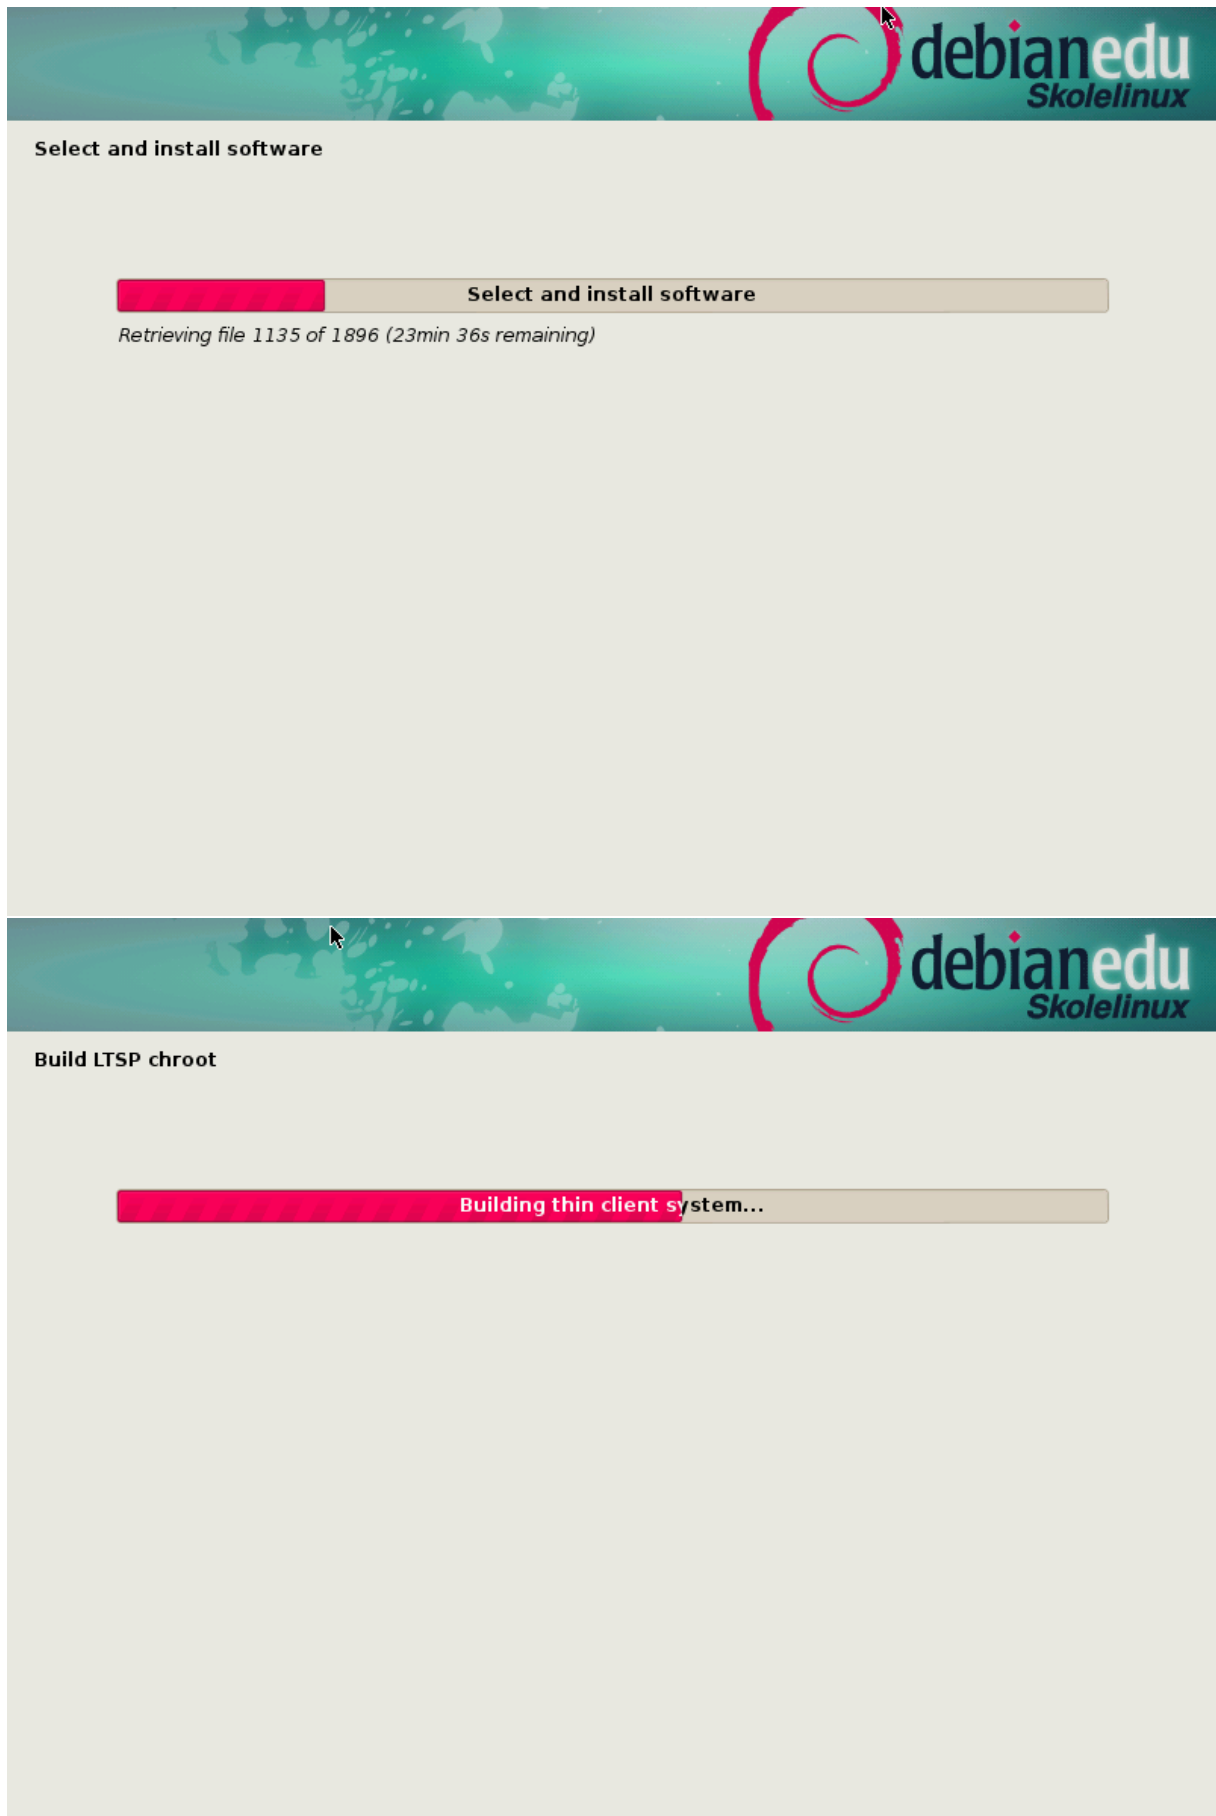 debianedu
Skolelinux
Select and install software
Select and install software
Retrieving file 1135 of 1896 (23min 36s remaining)
debianedu
Skolelinux
Build LTSP chroot
Building thin client system...